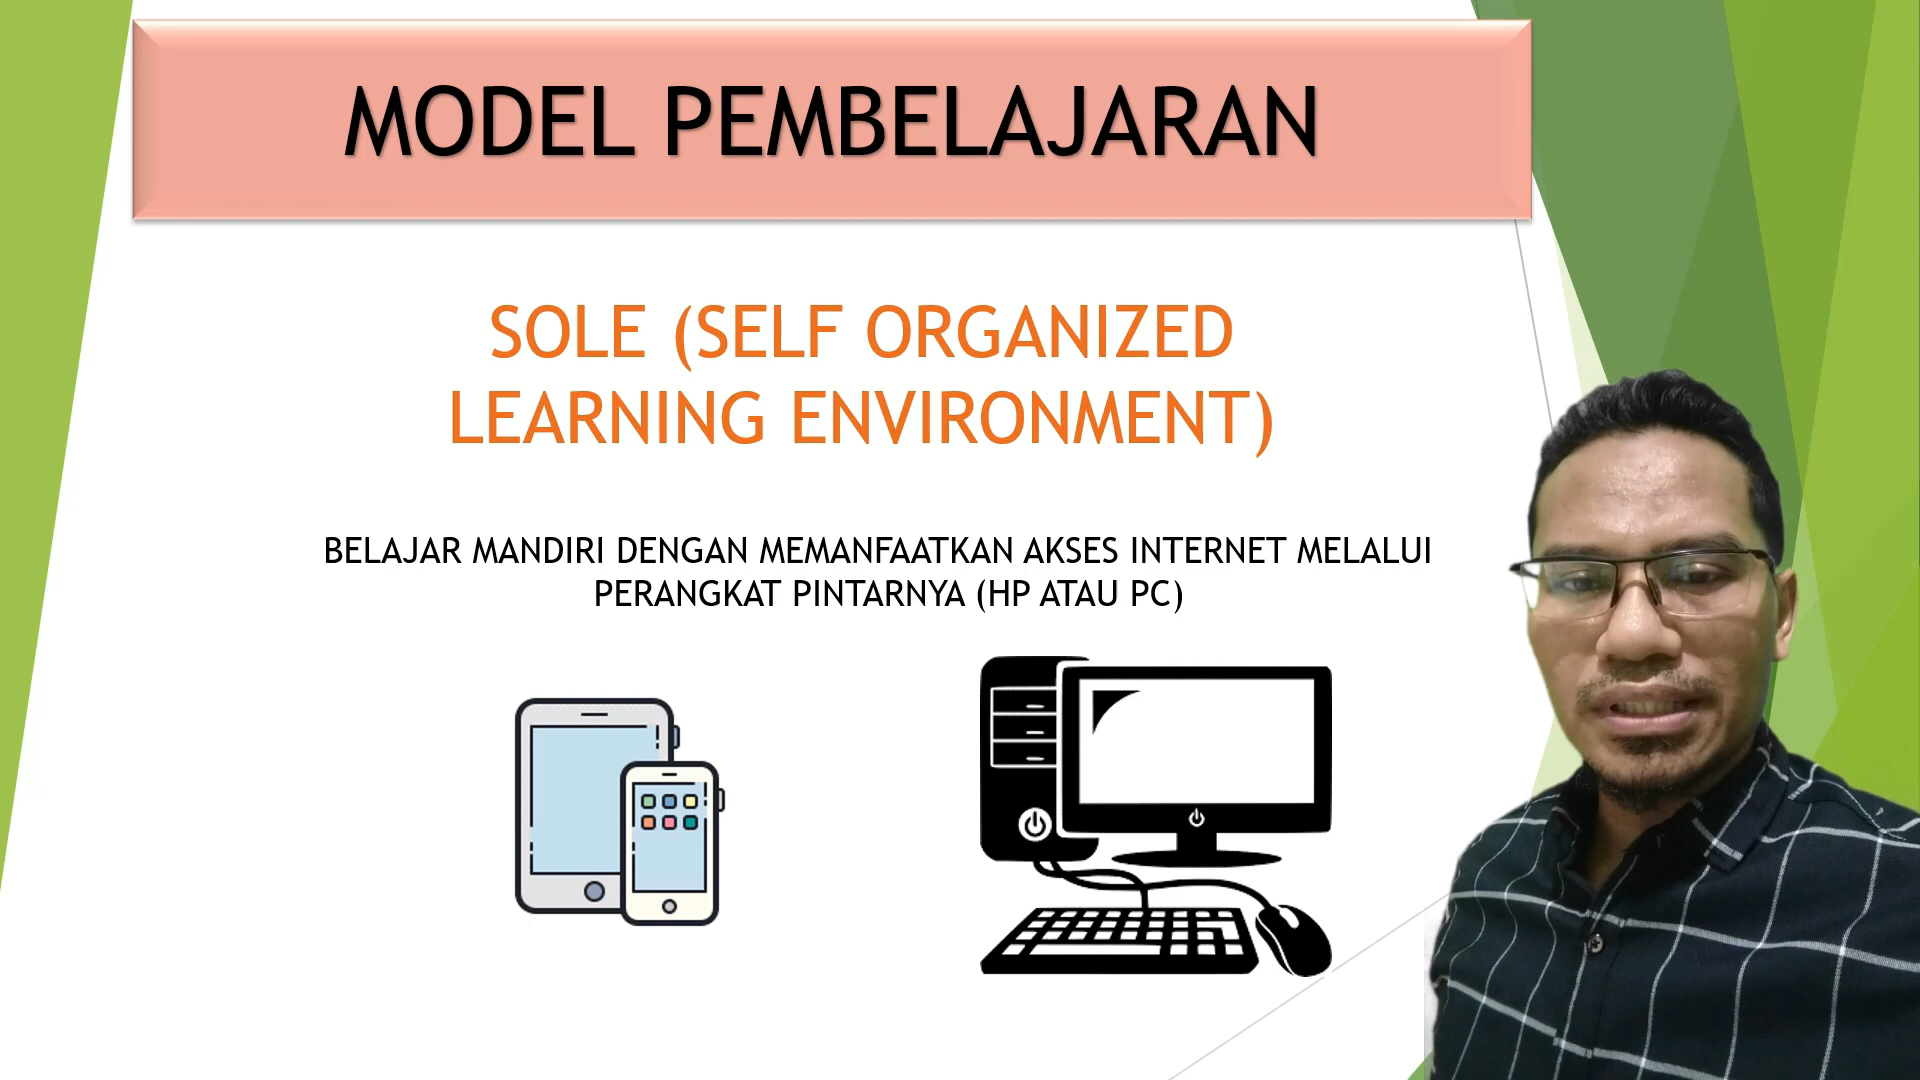 MODEL PEMBELAJARAN
SOLE (SELF ORGANIZED
LEARNING ENVIRONMENT)
BELAJAR MANDIRI DENGAN MEMANFAATKAN AKSES INTERNET MELALUI
PERANGKAT PINTARNYA (HP ATAU PC)